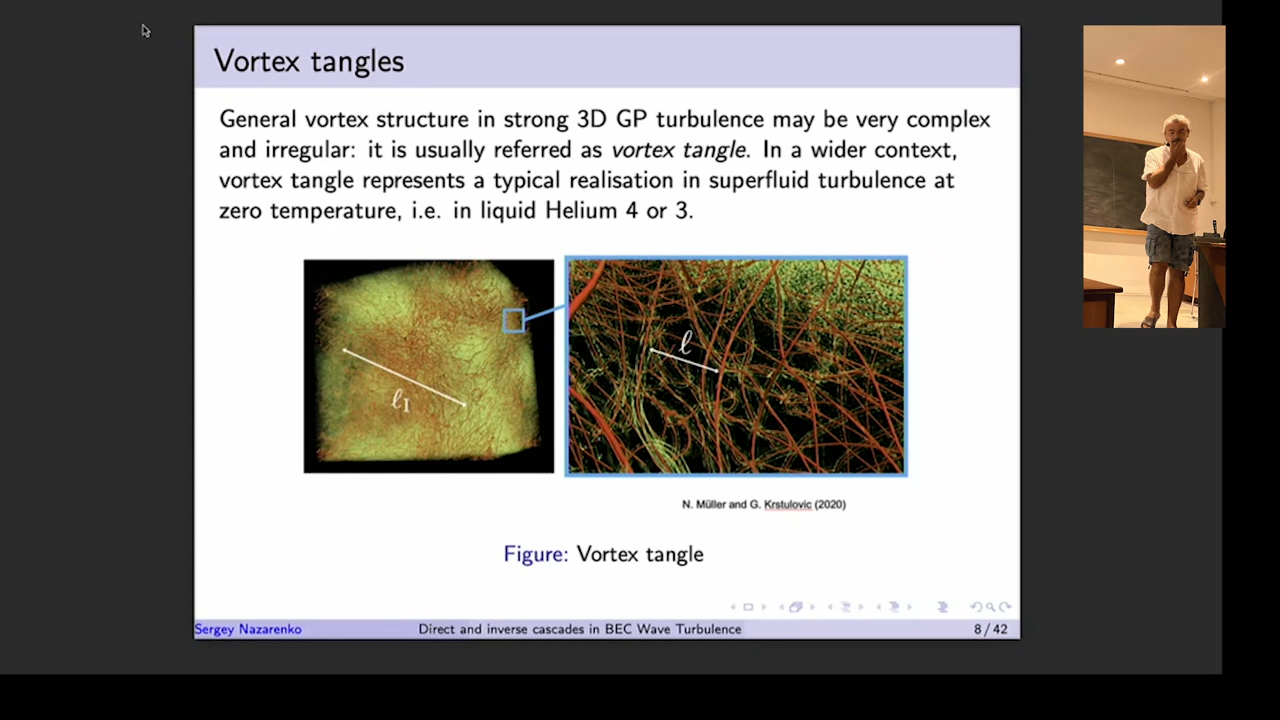 Vortex tangles
General vortex structure in strong 3D GP turbulence may be very complex
and irregular: it is usually referred as vortex tangle. In a wider context,
vortex tangle represents a typical realisation in superfluid turbulence at
zero temperature, i.e. in liquid Helium 4 or 3.
ℓI
ℓ
N. Müller and G. Krstulovic (2020)
Figure: Vortex tangle
Sergey Nazarenko
Direct and inverse cascades in BEC Wave Turbulence
8 / 42